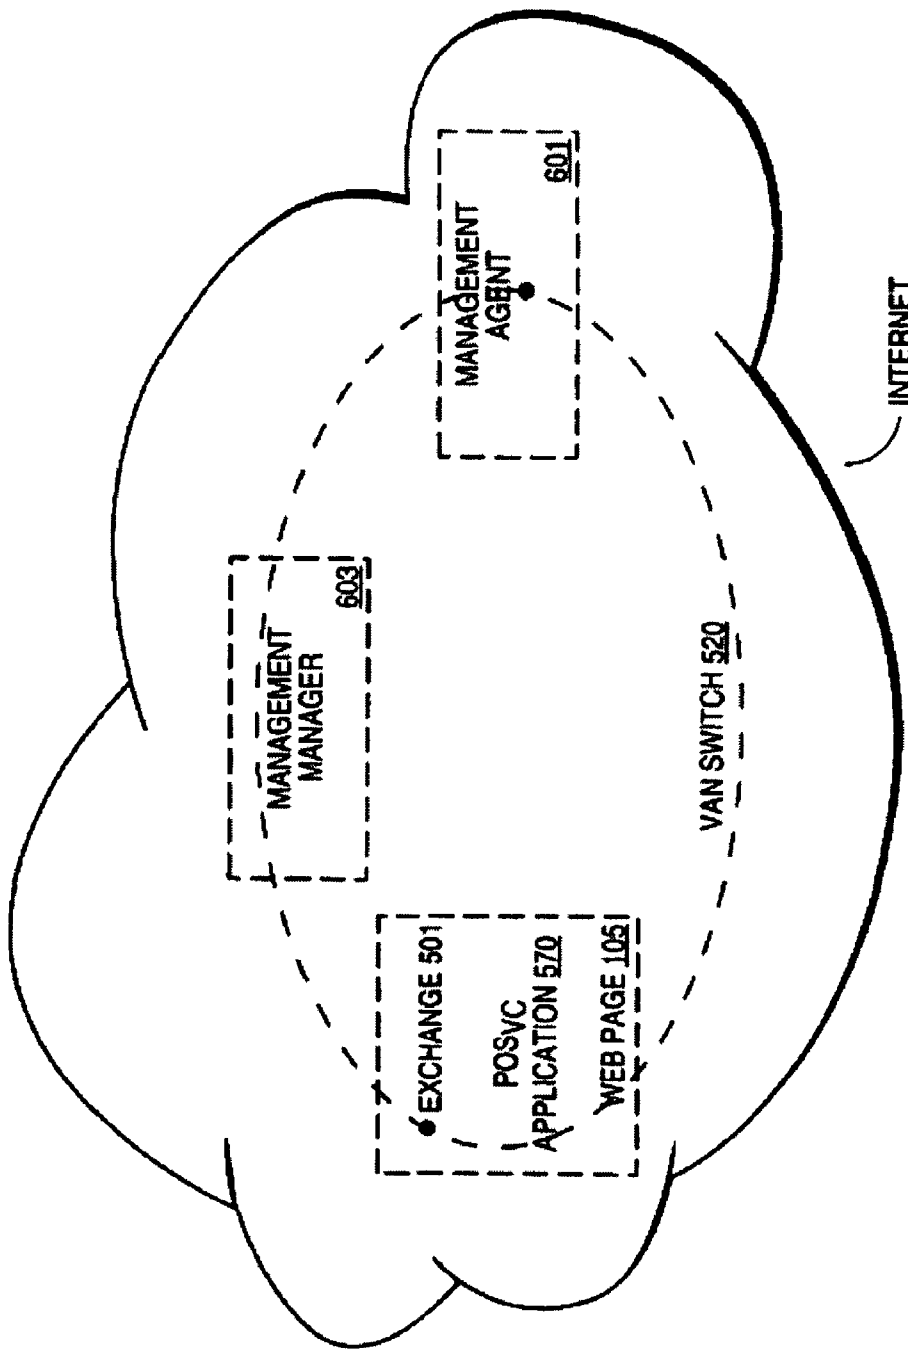 MANAGEMENT
MANAGER
603
MANAGEMENT
AGENT
601
EXCHANGE 501
POSVC
APPLICATION 570
WEB PAGE 105
VAN SWITCH 520
INTERNET